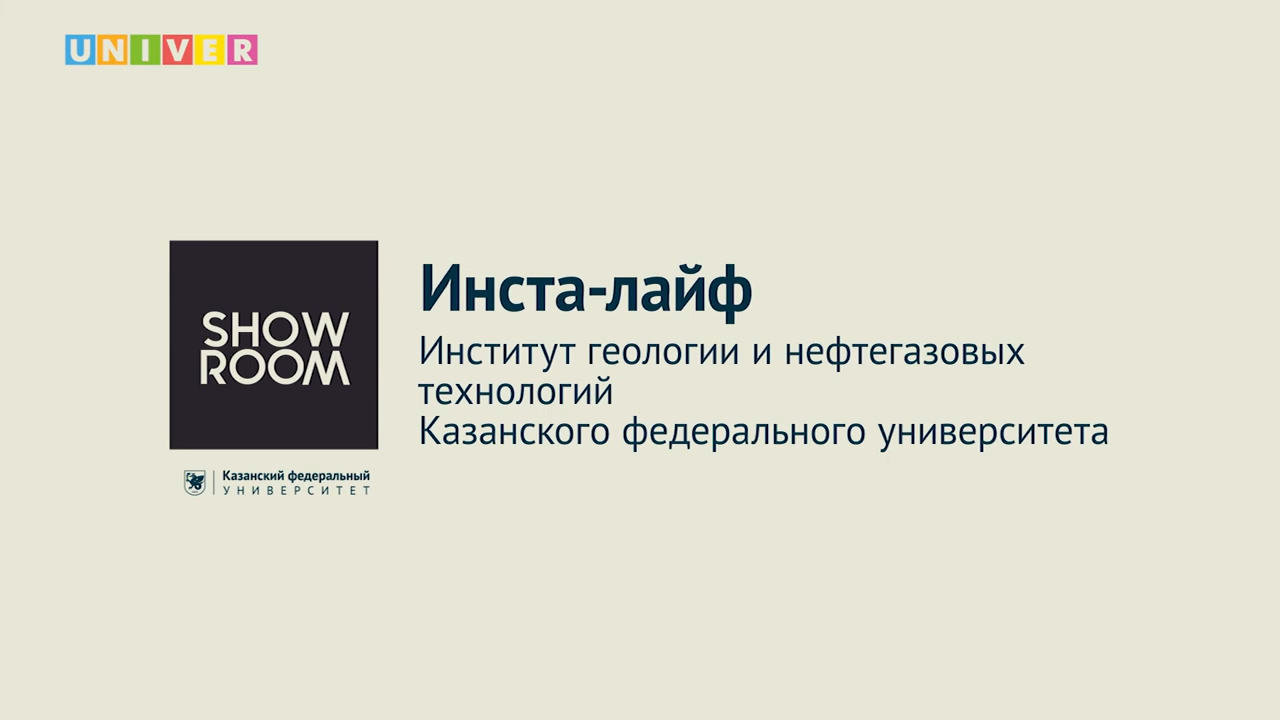 UNIVER
SHOW
ROOM
Инста-лайф
Институт геологии и нефтегазовых
технологий
Казанского федерального университета
Казанский федеральный
УНИВЕРСИТЕТ